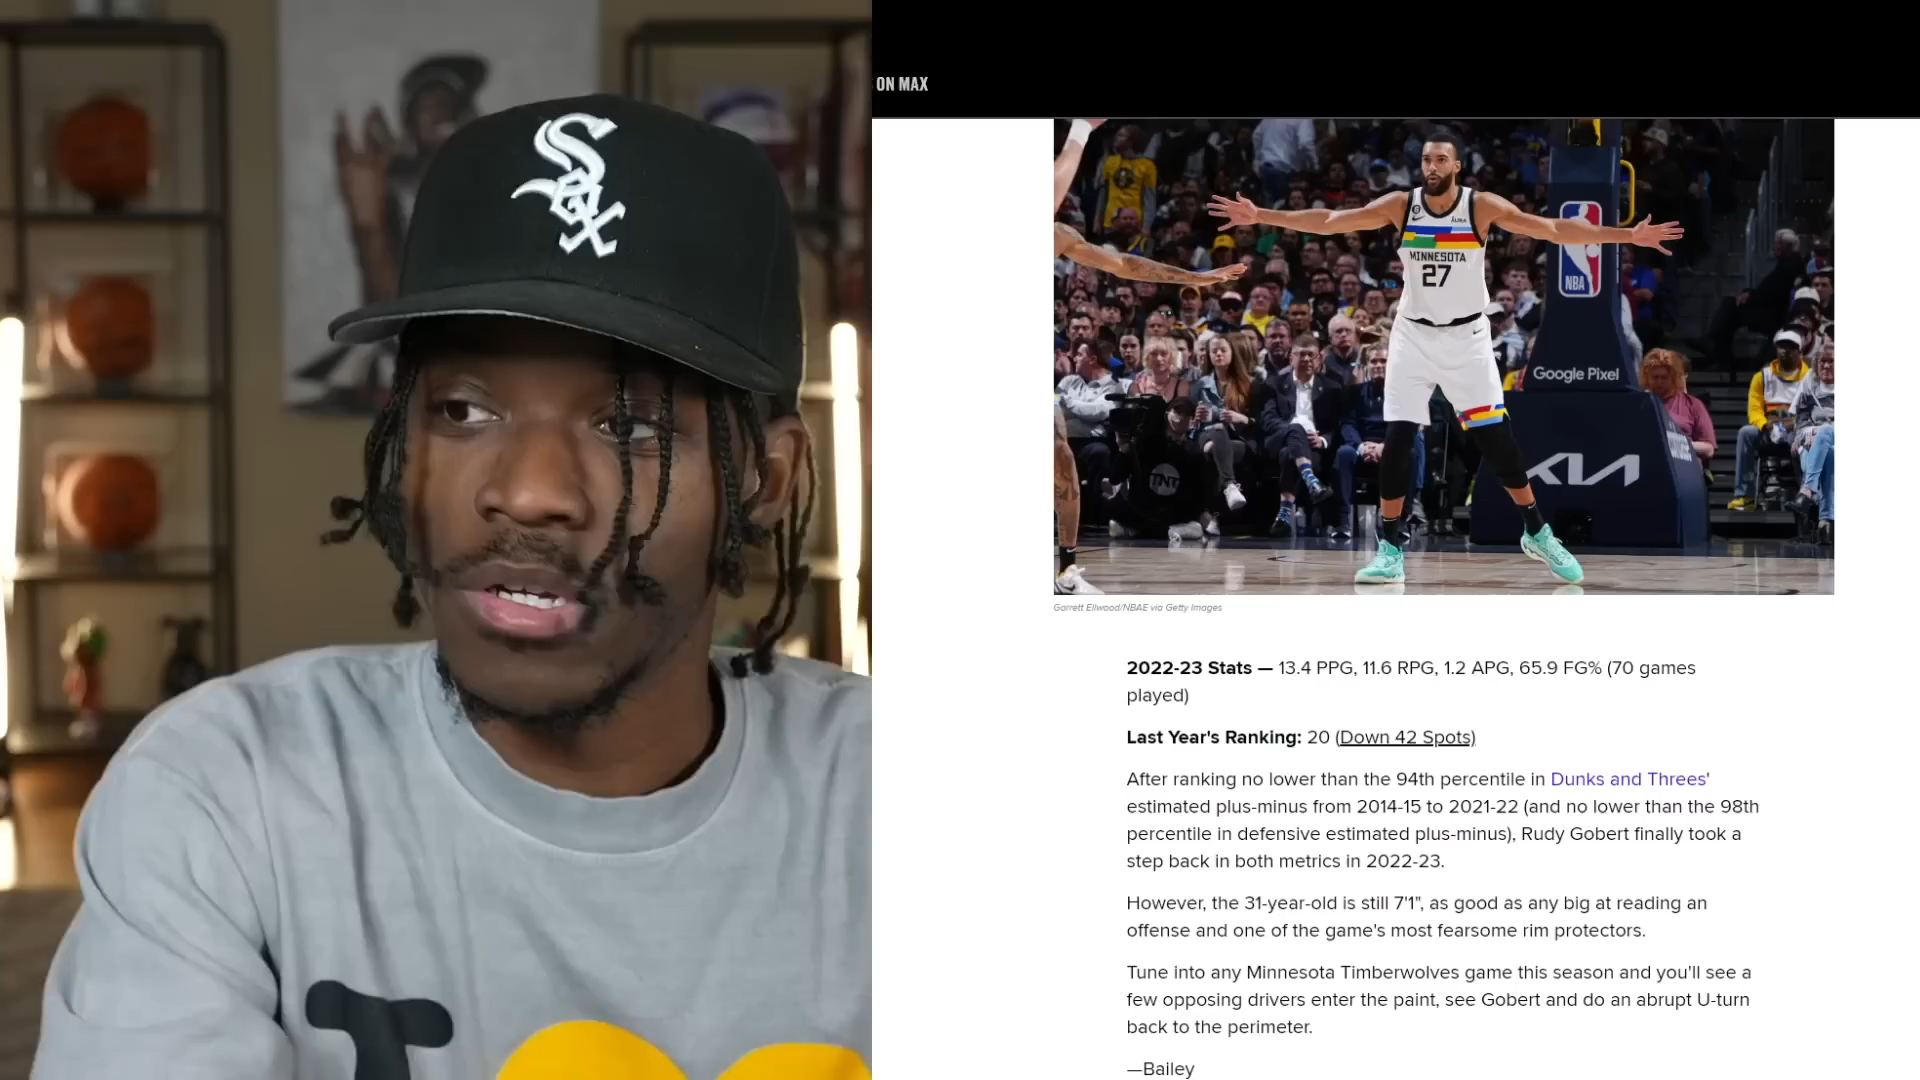 Sox
ON MAX
MINNESOTA
27
NBA
Google Pixel
KIA
TNT
Garrett Ellwood/NBAE via Getty Images
2022-23 Stats — 13.4 PPG, 11.6 RPG, 1.2 APG, 65.9 FG% (70 games
played)
Last Year's Ranking: 20 (Down 42 Spots)
After ranking no lower than the 94th percentile in Dunks and Threes'
estimated plus-minus from 2014-15 to 2021-22 (and no lower than the 98th
percentile in defensive estimated plus-minus), Rudy Gobert finally took a
step back in both metrics in 2022-23.
However, the 31-year-old is still 7'1", as good as any big at reading an
offense and one of the game's most fearsome rim protectors.
Tune into any Minnesota Timberwolves game this season and you'll see a
few opposing drivers enter the paint, see Gobert and do an abrupt U-turn
back to the perimeter.
—Bailey